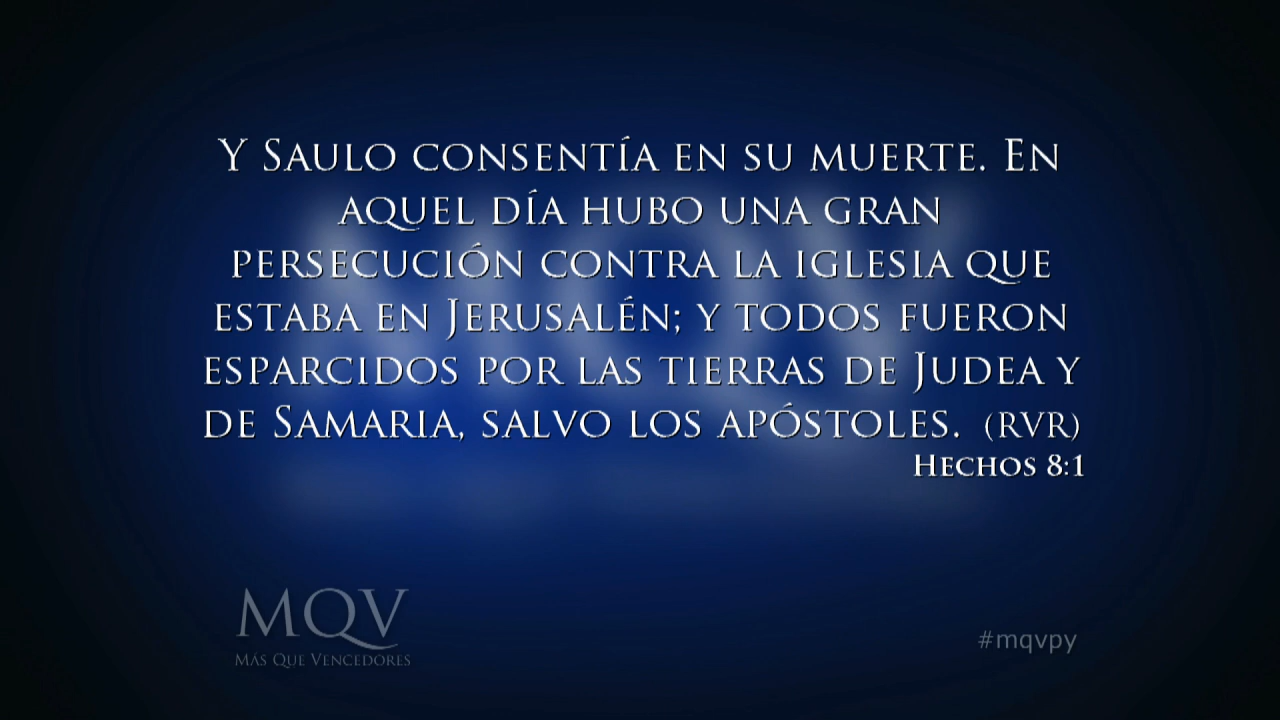 Y Saulo consentía en su muerte. En
aquel día hubo una gran
persecución contra la iglesia que
estaba en Jerusalén; y todos fueron
esparcidos por las tierras de Judea y
de Samaria, salvo los apóstoles. (RVR)
Hechos 8:1
MQV
Más Que Vencedores
#mqvpy